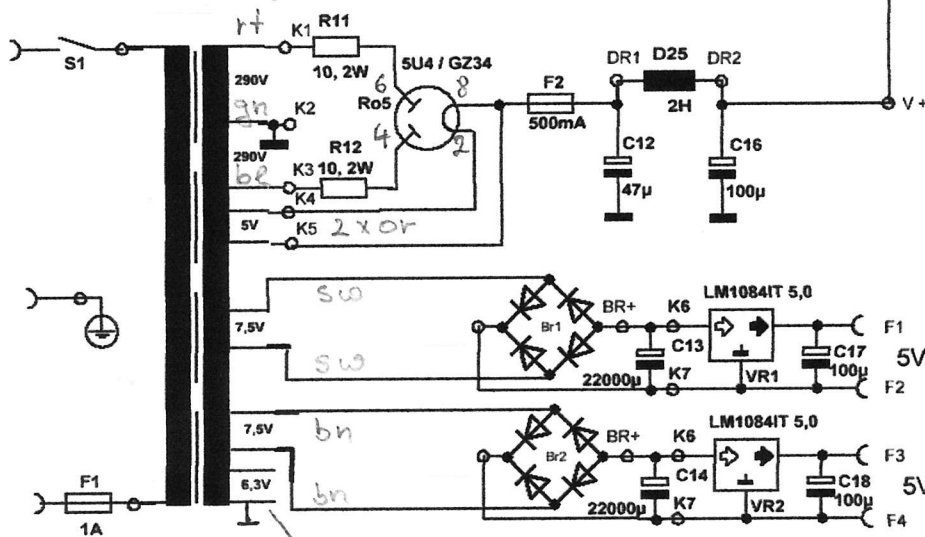 rt K1 R11
S1
10, 2W
5U4 / GZ34
DR1 D25 DR2
290V
6 8
F2
2H
V +
gn K2
Ro5
500mA
4 2
C12
C16
R12
290V
10, 2W
47µ
100µ
be K3
K4
5V
K5 2 x or
sw
LM1084IT 5,0
BR+ K6
F1
7,5V
Br1
C13
C17
5V
sw
K7
100µ
22000µ
VR1
F2
LM1084IT 5,0
7,5V
bn
BR+ K6
F3
Br2
C14
C18
5V
6,3V
F1
bn
K7
100µ
22000µ
VR2
F4
1A